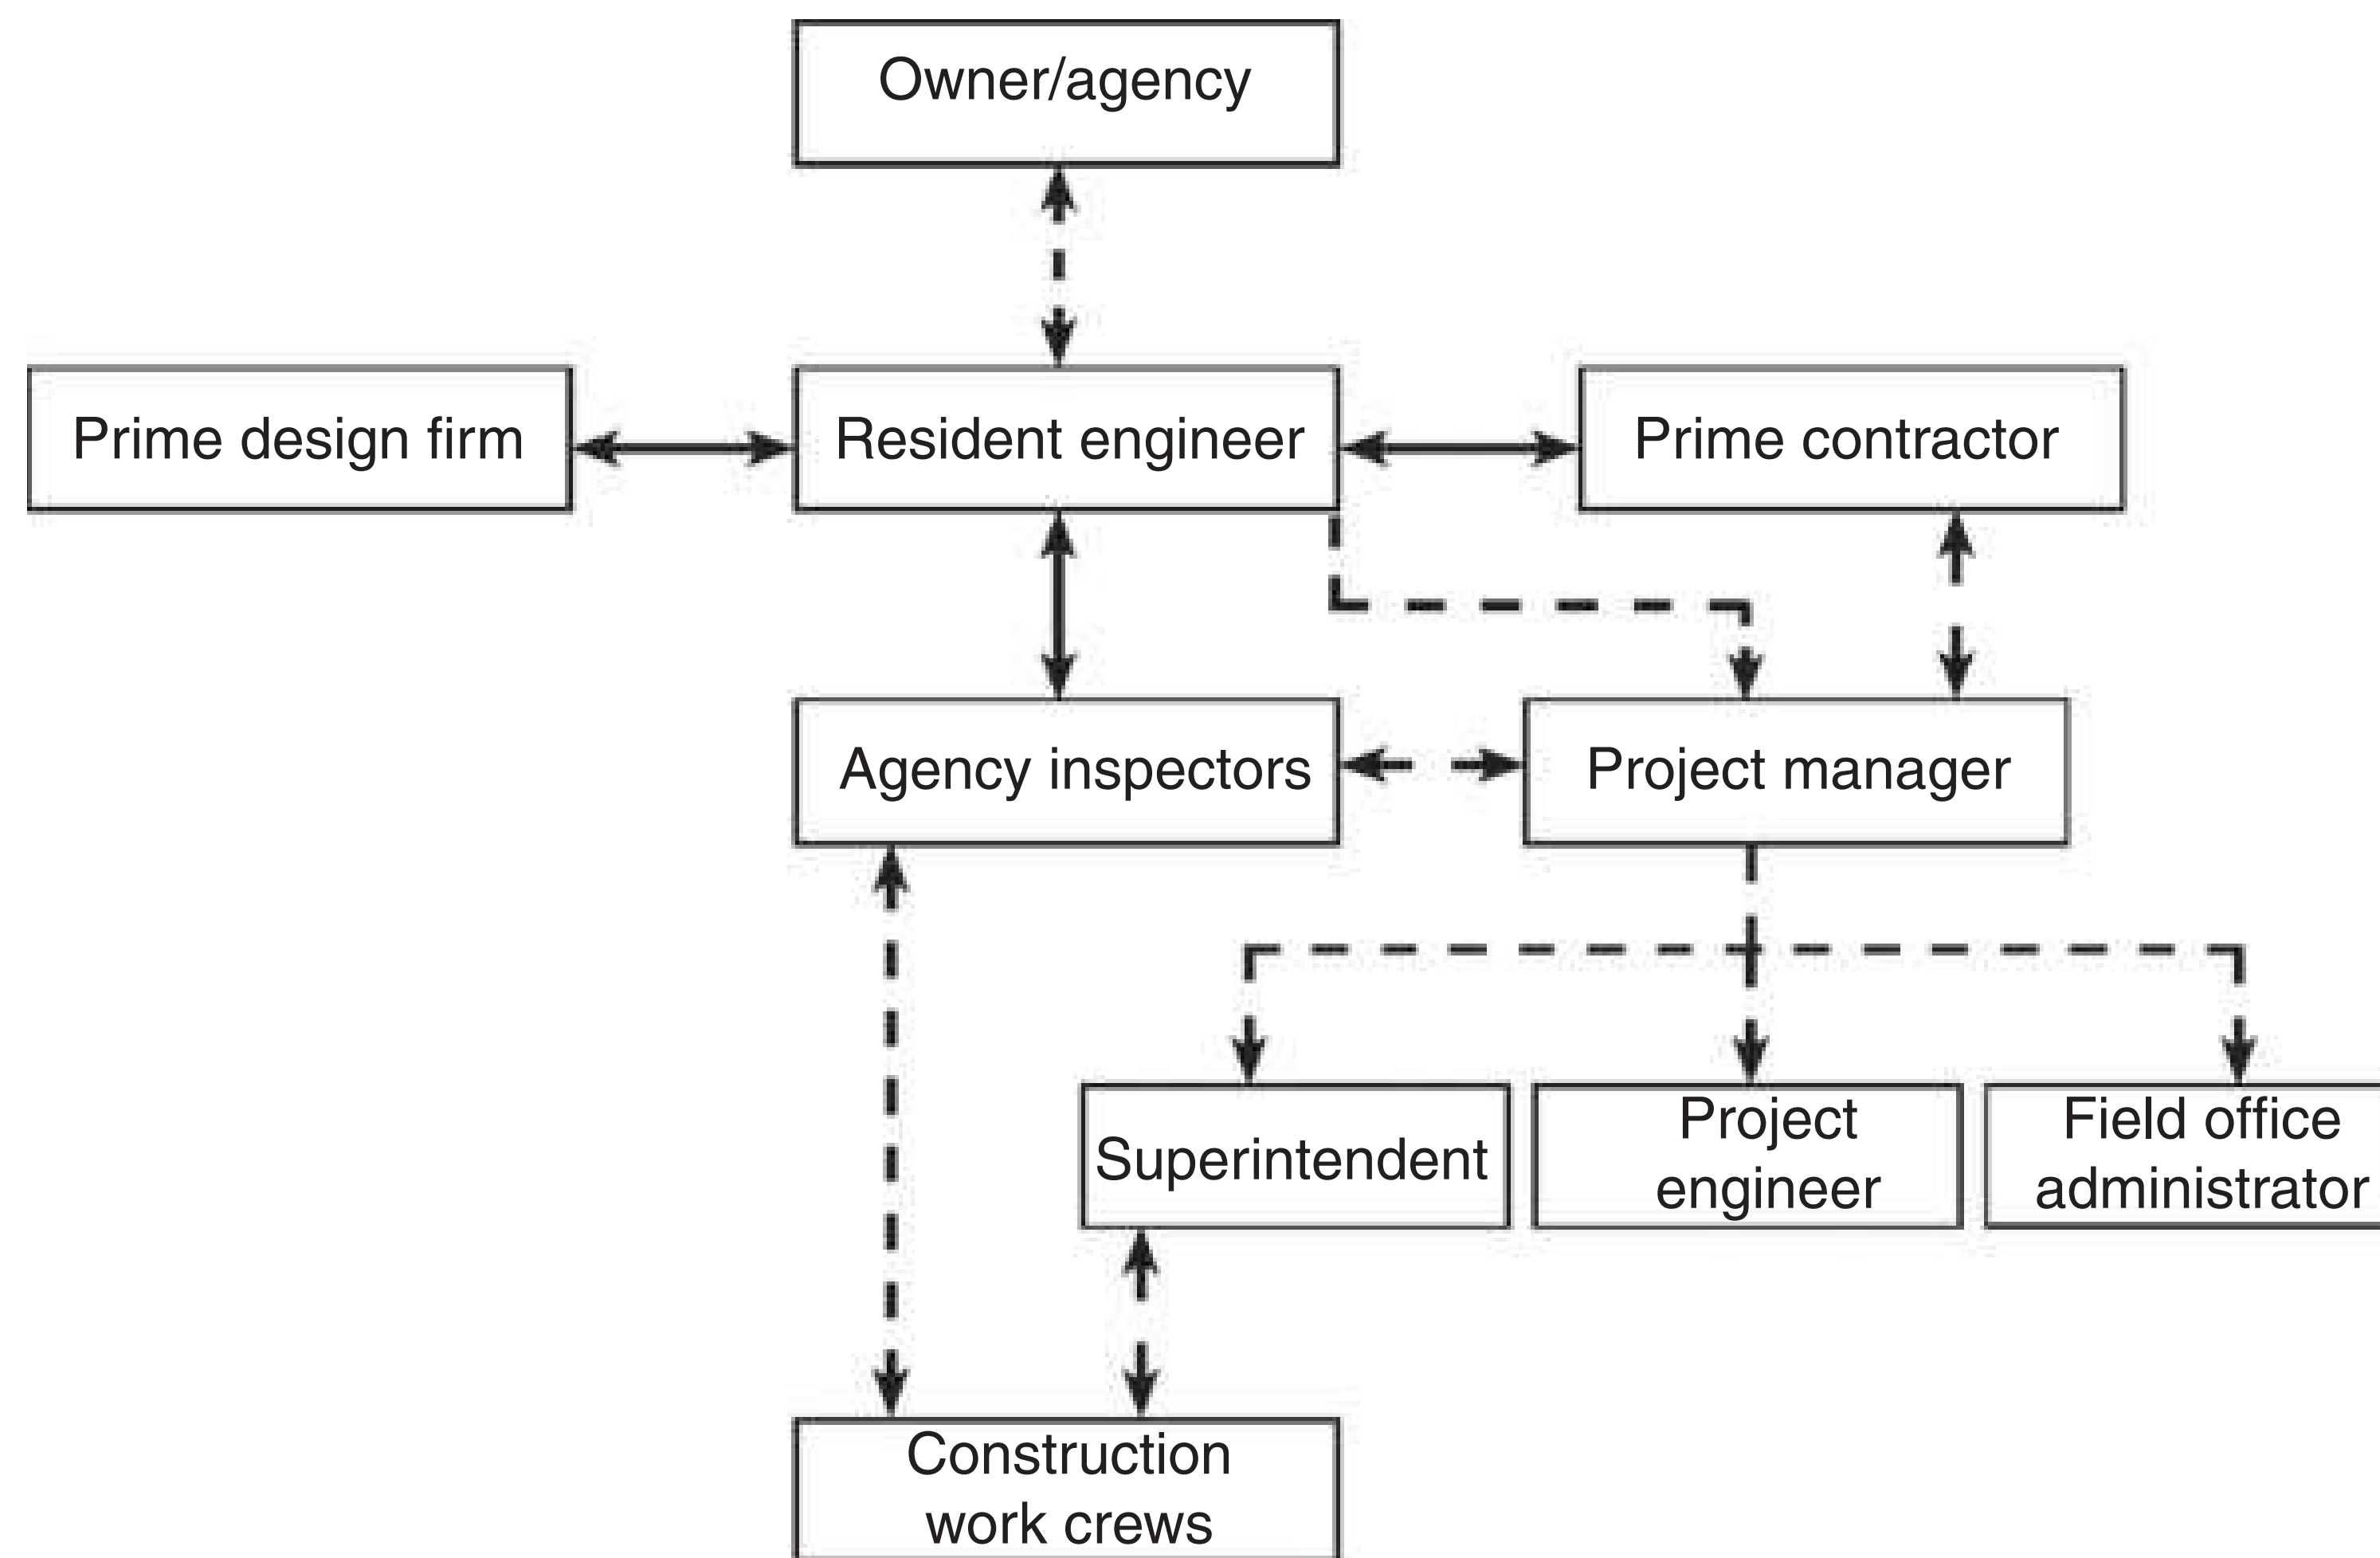 Owner/agency
Prime design firm
Resident engineer
Prime contractor
Agency inspectors
Project manager
Superintendent
Project
engineer
Field office
administrator
Construction
work crews